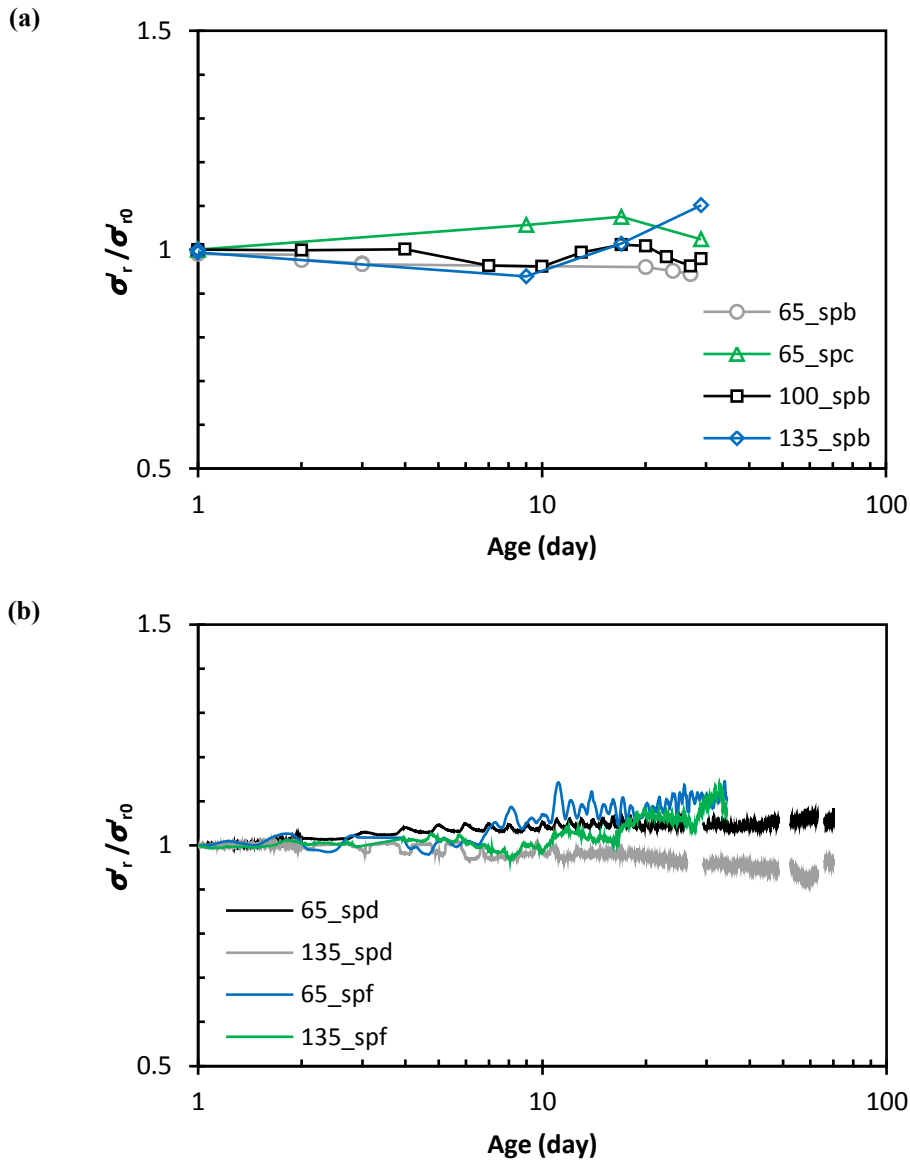 (a)
1.5
1
0.5
σ′r /σ′r0
65_spb
65_spc
100_spb
135_spb
1
10
100
Age (day)
(b)
1.5
1
0.5
σ′r /σ′r0
65_spd
135_spd
65_spf
135_spf
1
10
100
Age (day)